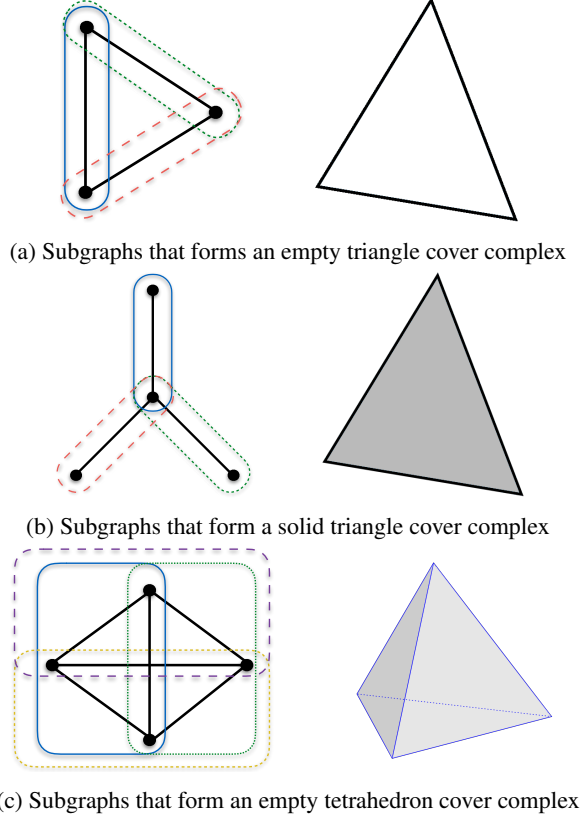 (a) Subgraphs that forms an empty triangle cover complex
(b) Subgraphs that form a solid triangle cover complex
(c) Subgraphs that form an empty tetrahedron cover complex